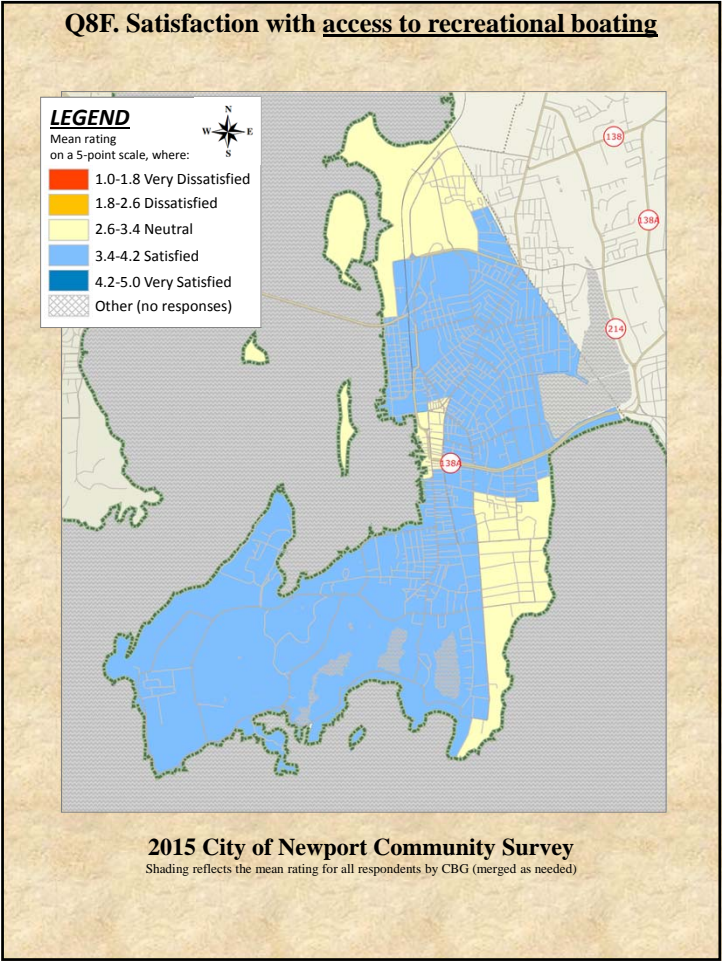 Q8F. Satisfaction with access to recreational boating
LEGEND
Mean rating
on a 5-point scale, where:
N
W E
S
1.0-1.8 Very Dissatisfied
1.8-2.6 Dissatisfied
2.6-3.4 Neutral
3.4-4.2 Satisfied
4.2-5.0 Very Satisfied
Other (no responses)
138
138A
214
138A
2015 City of Newport Community Survey
Shading reflects the mean rating for all respondents by CBG (merged as needed)